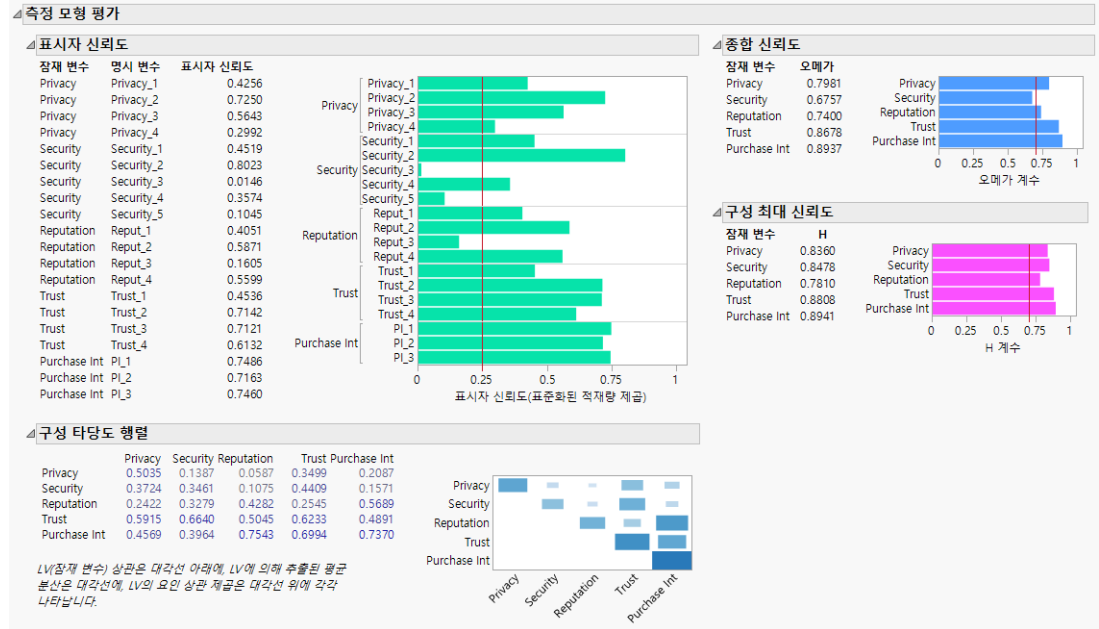 측정 모형 평가
표시자 신뢰도
잠재 변수 명시 변수 표시자 신뢰도
Privacy Privacy_1 0.4256
Privacy Privacy_2 0.7250
Privacy Privacy_3 0.5643
Privacy Privacy_4 0.2992
Security Security_1 0.4519
Security Security_2 0.8023
Security Security_3 0.0146
Security Security_4 0.3574
Security Security_5 0.1045
Reputation Reput_1 0.4051
Reputation Reput_2 0.5871
Reputation Reput_3 0.1605
Reputation Reput_4 0.5599
Trust Trust_1 0.4536
Trust Trust_2 0.7142
Trust Trust_3 0.7121
Trust Trust_4 0.6132
Purchase Int PI_1 0.7486
Purchase Int PI_2 0.7163
Purchase Int PI_3 0.7460
Privacy
Security
Reputation
Trust
Purchase Int
Privacy_1
Privacy_2
Privacy_3
Privacy_4
Security_1
Security_2
Security_3
Security_4
Security_5
Reput_1
Reput_2
Reput_3
Reput_4
Trust_1
Trust_2
Trust_3
Trust_4
PI_1
PI_2
PI_3
0 0.25 0.5 0.75 1
표시자 신뢰도(표준화된 적재량 제곱)
종합 신뢰도
잠재 변수 오메가
Privacy 0.7981
Security 0.6757
Reputation 0.7400
Trust 0.8678
Purchase Int 0.8937
Privacy
Security
Reputation
Trust
Purchase Int
0 0.25 0.5 0.75 1
오메가 계수
구성 최대 신뢰도
잠재 변수 H
Privacy 0.8360
Security 0.8478
Reputation 0.7810
Trust 0.8808
Purchase Int 0.8941
Privacy
Security
Reputation
Trust
Purchase Int
0 0.25 0.5 0.75 1
H 계수
구성 타당도 행렬
Privacy Security Reputation Trust Purchase Int
Privacy 0.5035 0.1387 0.0587 0.3499 0.2087
Security 0.3724 0.3461 0.1075 0.4409 0.1571
Reputation 0.2422 0.3279 0.4282 0.2545 0.5689
Trust 0.5915 0.6640 0.5045 0.6233 0.4891
Purchase Int 0.4569 0.3964 0.7543 0.6994 0.7370
LV(잠재 변수) 상관은 대각선 아래에, LV에 의해 추출된 평균
분산은 대각선에, LV의 요인 상관 제곱은 대각선 위에 각각
나타납니다.
Privacy
Security
Reputation
Trust
Purchase Int
Privacy
Security
Reputation
Trust
Purchase Int